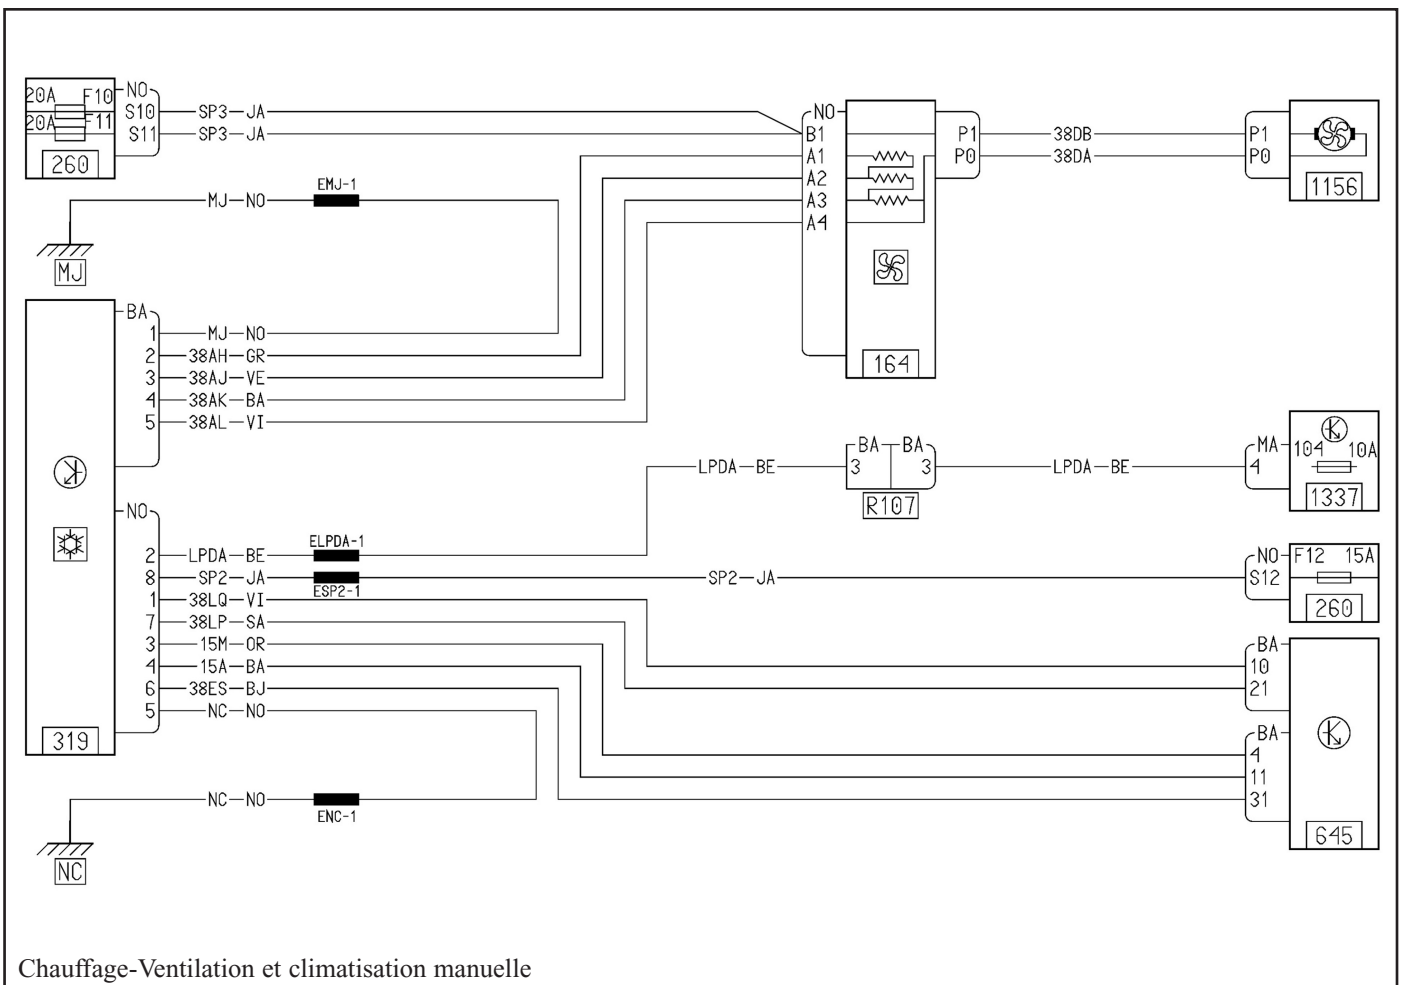 20A F10
20A F11
260
NO
S10 SP3 JA
S11 SP3 JA
MJ NO EMJ-1
MJ
NO
B1
A1
A2
A3
A4
164
P1 38DB P1
P0 38DA P0
1156
BA
1 MJ NO
2 38AH GR
3 38AJ VE
4 38AK BA
5 38AL VI
LPDA BE
BA BA
3 3
R107
LPDA BE
MA
4
104 10A
1337
NO
2 LPDA BE ELPDA-1
8 SP2 JA ESP2-1
SP2 JA
NO
S12
F12 15A
260
1 38LQ VI
7 38LP SA
3 15M OR
4 15A BA
6 38ES BJ
5 NC NO
319
BA
10
21
BA
4
11
31
645
NC NO ENC-1
NC
Chauffage-Ventilation et climatisation manuelle